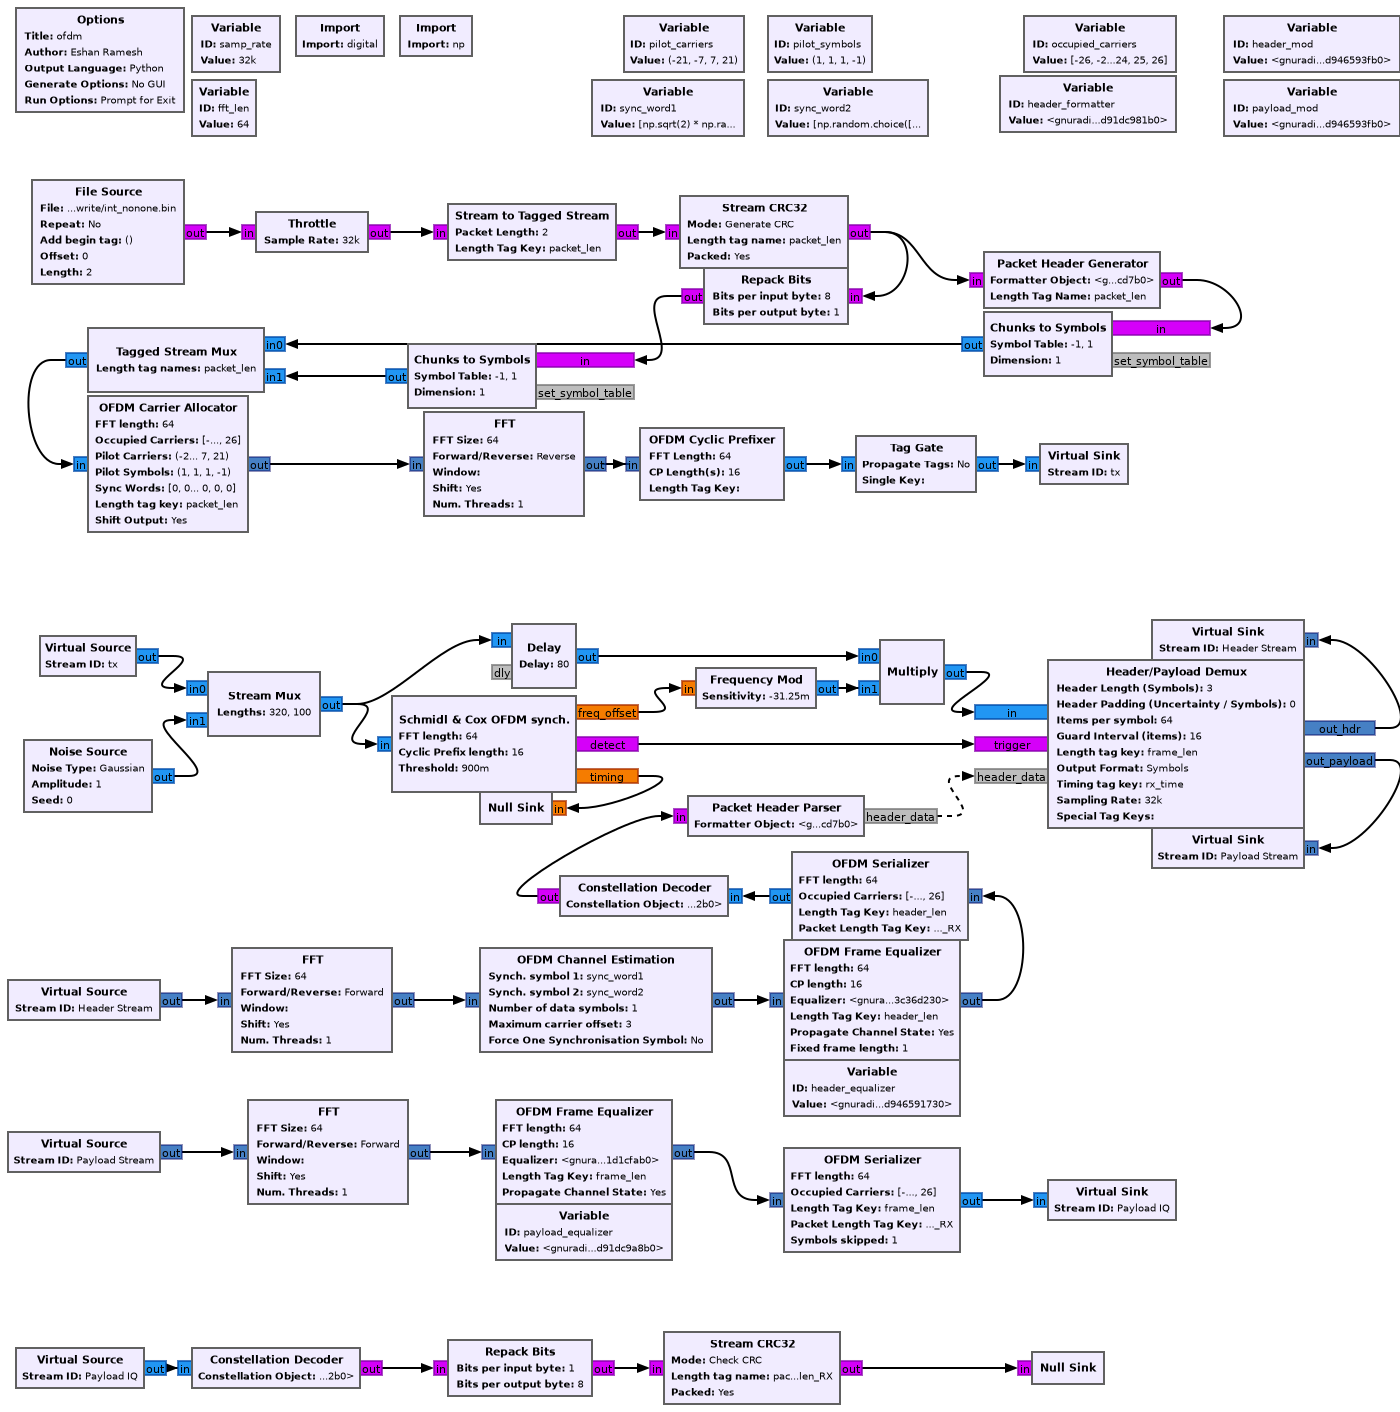 Options
Title: ofdm
Author: Eshan Ramesh
Output Language: Python
Generate Options: No GUI
Run Options: Prompt for Exit
Variable
ID: samp_rate
Value: 32k
Import
Import: digital
Import
Import: np
Variable
ID: fft_len
Value: 64
Variable
ID: pilot_carriers
Value: (-21, -7, 7, 21)
Variable
ID: pilot_symbols
Value: (1, 1, 1, -1)
Variable
ID: occupied_carriers
Value: [-26, -2...24, 25, 26]
Variable
ID: header_mod
Value: <gnuradi...d946593fb0>
Variable
ID: sync_word1
Value: [np.sqrt(2) * np.ra...
Variable
ID: sync_word2
Value: [np.random.choice([...
Variable
ID: header_formatter
Value: <gnuradi...d91dc981b0>
Variable
ID: payload_mod
Value: <gnuradi...d946593fb0>
File Source
File: ...write/int_nonone.bin
Repeat: No
Add begin tag: ()
Offset: 0
Length: 2
out
in
Throttle
Sample Rate: 32k
out
in
Stream to Tagged Stream
Packet Length: 2
Length Tag Key: packet_len
out
in
Stream CRC32
Mode: Generate CRC
Length tag name: packet_len
Packed: Yes
out
out
Repack Bits
Bits per input byte: 8
Bits per output byte: 1
in
in
Packet Header Generator
Formatter Object: <g...cd7b0>
Length Tag Name: packet_len
out
out
Chunks to Symbols
Symbol Table: -1, 1
Dimension: 1
in
set_symbol_table
out
Tagged Stream Mux
Length tag names: packet_len
in0
in1
out
Chunks to Symbols
Symbol Table: -1, 1
Dimension: 1
in
set_symbol_table
in
OFDM Carrier Allocator
FFT length: 64
Occupied Carriers: [-..., 26]
Pilot Carriers: (-2... 7, 21)
Pilot Symbols: (1, 1, 1, -1)
Sync Words: [0, 0... 0, 0, 0]
Length tag key: packet_len
Shift Output: Yes
out
in
FFT
FFT Size: 64
Forward/Reverse: Reverse
Window:
Shift: Yes
Num. Threads: 1
out
in
OFDM Cyclic Prefixer
FFT Length: 64
CP Length(s): 16
Length Tag Key:
out
in
Tag Gate
Propagate Tags: No
Single Key:
out
in
Virtual Sink
Stream ID: tx
Virtual Source
Stream ID: tx
out
Noise Source
Noise Type: Gaussian
Amplitude: 1
Seed: 0
out
in0
in1
Stream Mux
Lengths: 320, 100
out
in
dly
Delay
Delay: 80
out
in
Schmidl & Cox OFDM synch.
FFT length: 64
Cyclic Prefix length: 16
Threshold: 900m
freq_offset
detect
timing
Null Sink
in
in
Frequency Mod
Sensitivity: -31.25m
out
in0
in1
Multiply
out
Virtual Sink
Stream ID: Header Stream
in
in
trigger
header_data
Header/Payload Demux
Header Length (Symbols): 3
Header Padding (Uncertainty / Symbols): 0
Items per symbol: 64
Guard Interval (items): 16
Length tag key: frame_len
Output Format: Symbols
Timing tag key: rx_time
Sampling Rate: 32k
Special Tag Keys:
out_hdr
out_payload
Virtual Sink
Stream ID: Payload Stream
in
in
Packet Header Parser
Formatter Object: <g...cd7b0>
header_data
out
Constellation Decoder
Constellation Object: ...2b0>
in
out
OFDM Serializer
FFT length: 64
Occupied Carriers: [-..., 26]
Length Tag Key: header_len
Packet Length Tag Key: ..._RX
in
Virtual Source
Stream ID: Header Stream
out
in
FFT
FFT Size: 64
Forward/Reverse: Forward
Window:
Shift: Yes
Num. Threads: 1
out
in
OFDM Channel Estimation
Synch. symbol 1: sync_word1
Synch. symbol 2: sync_word2
Number of data symbols: 1
Maximum carrier offset: 3
Force One Synchronisation Symbol: No
out
in
OFDM Frame Equalizer
FFT length: 64
CP length: 16
Equalizer: <gnura...3c36d230>
Length Tag Key: header_len
Propagate Channel State: Yes
Fixed frame length: 1
out
Variable
ID: header_equalizer
Value: <gnuradi...d946591730>
Virtual Source
Stream ID: Payload Stream
out
in
FFT
FFT Size: 64
Forward/Reverse: Forward
Window:
Shift: Yes
Num. Threads: 1
out
in
OFDM Frame Equalizer
FFT length: 64
CP length: 16
Equalizer: <gnura...1d1cfab0>
Length Tag Key: frame_len
Propagate Channel State: Yes
out
Variable
ID: payload_equalizer
Value: <gnuradi...d91dc9a8b0>
in
OFDM Serializer
FFT length: 64
Occupied Carriers: [-..., 26]
Length Tag Key: frame_len
Packet Length Tag Key: ..._RX
Symbols skipped: 1
out
in
Virtual Sink
Stream ID: Payload IQ
Virtual Source
Stream ID: Payload IQ
out
in
Constellation Decoder
Constellation Object: ...2b0>
out
in
Repack Bits
Bits per input byte: 1
Bits per output byte: 8
out
in
Stream CRC32
Mode: Check CRC
Length tag name: pac...len_RX
Packed: Yes
out
in
Null Sink